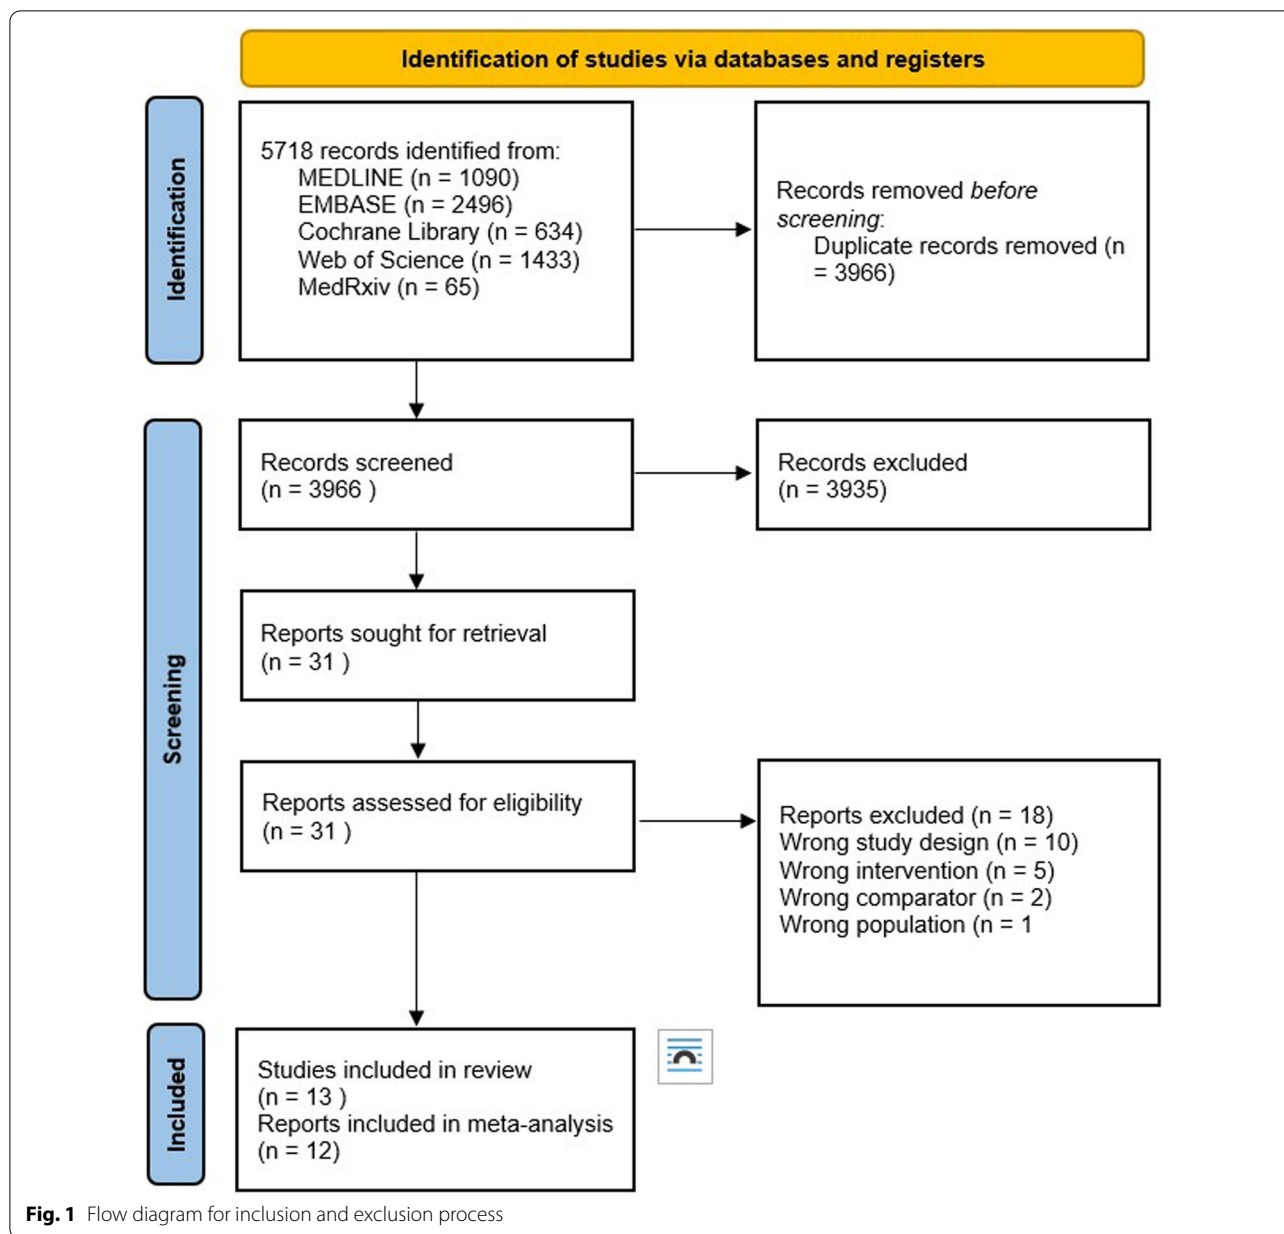 Identification of studies via databases and registers
Identification
5718 records identified from:
MEDLINE (n = 1090)
EMBASE (n = 2496)
Cochrane Library (n = 634)
Web of Science (n = 1433)
MedRxiv (n = 65)
Records removed before
screening:
Duplicate records removed (n
= 3966)
Screening
Records screened
(n = 3966 )
Records excluded
(n = 3935)
Reports sought for retrieval
(n = 31 )
Reports assessed for eligibility
(n = 31 )
Reports excluded (n = 18)
Wrong study design (n = 10)
Wrong intervention (n = 5)
Wrong comparator (n = 2)
Wrong population (n = 1
Included
Studies included in review
(n = 13 )
Reports included in meta-analysis
(n = 12)
Fig. 1 Flow diagram for inclusion and exclusion process